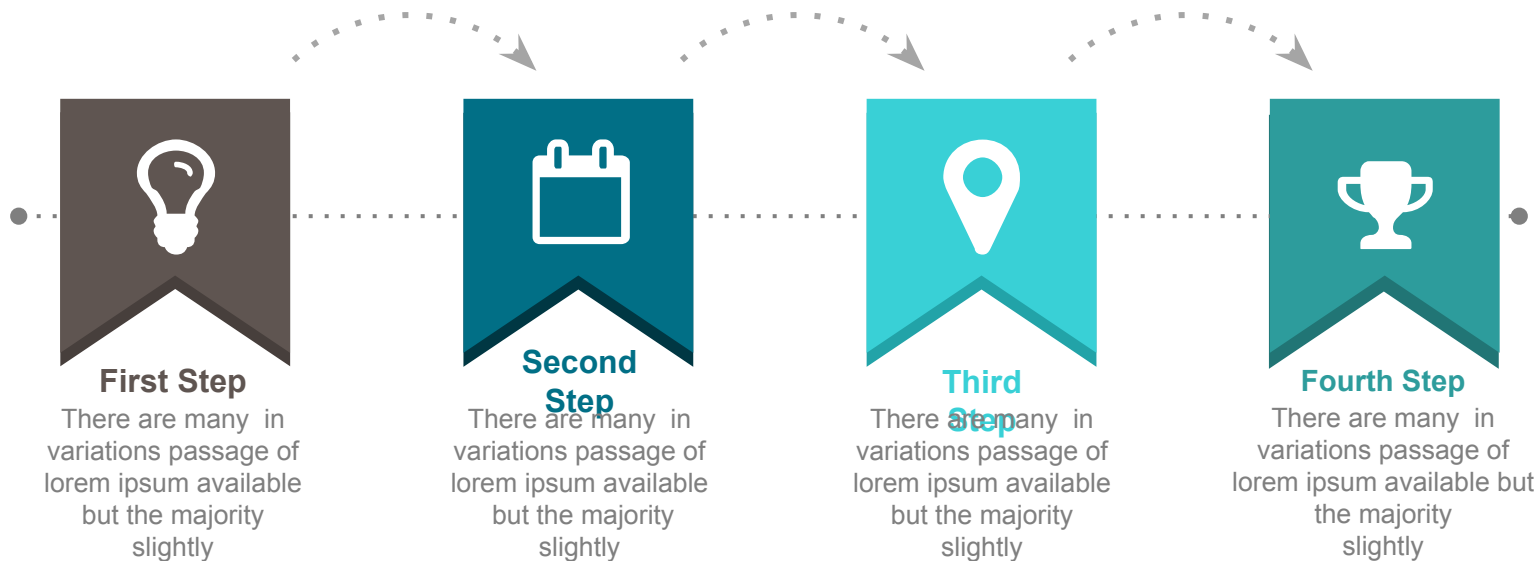 First Step
There are many  in
variations passage of
lorem ipsum available
but the majority
slightly
Second
Step
There are many  in
variations passage of
lorem ipsum available
but the majority
slightly
Third
Step
There are many  in
variations passage of
lorem ipsum available
but the majority
slightly
Fourth Step
There are many  in
variations passage of
lorem ipsum available but
the majority
slightly